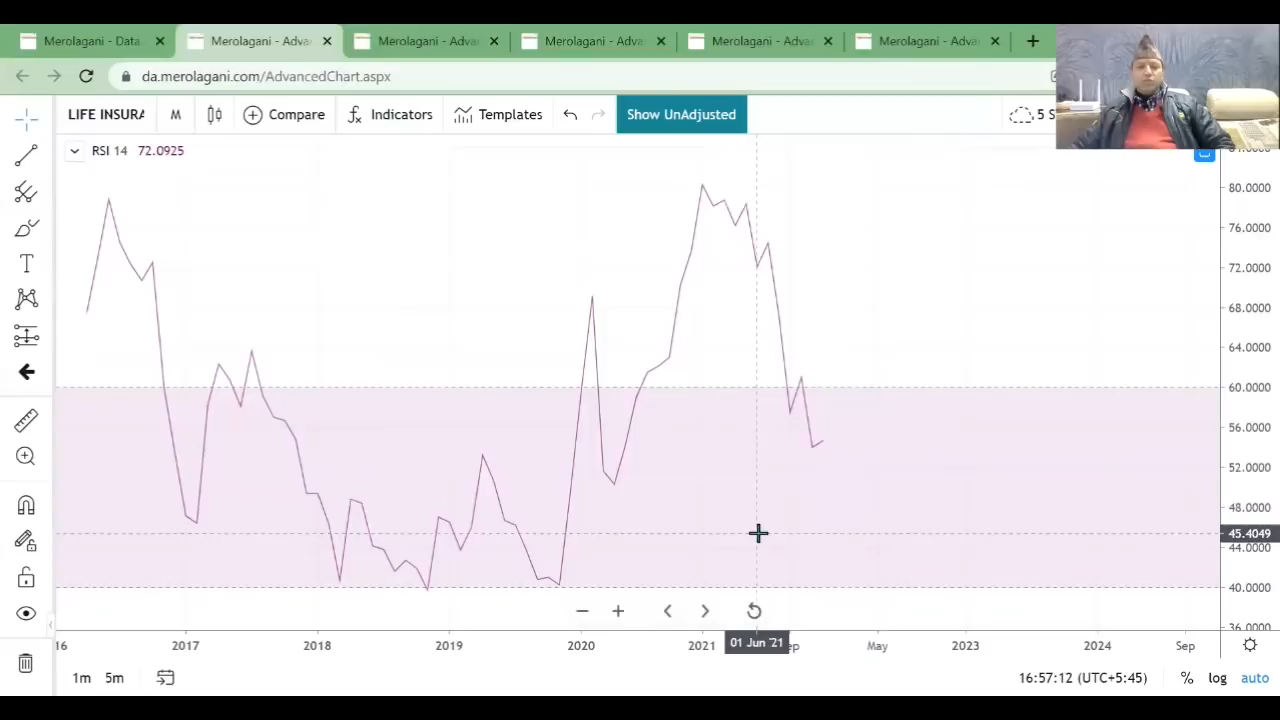 Merolagani - Data Merolagani - Adva Merolagani - Adva Merolagani - Adva Merolagani - Adva Merolagani - Adva
da.merolagani.com/AdvancedChart.aspx
LIFE INSURA M Compare Indicators Templates Show UnAdjusted 5 S
RSI 14 72.0925
80.0000
76.0000
72.0000
68.0000
64.0000
60.0000
56.0000
52.0000
48.0000
45.4049
44.0000
40.0000
36.0000
16 2017 2018 2019 2020 2021 01 Jun '21 ep May 2023 2024 Sep
1m 5m 16:57:12 (UTC+5:45) % log auto